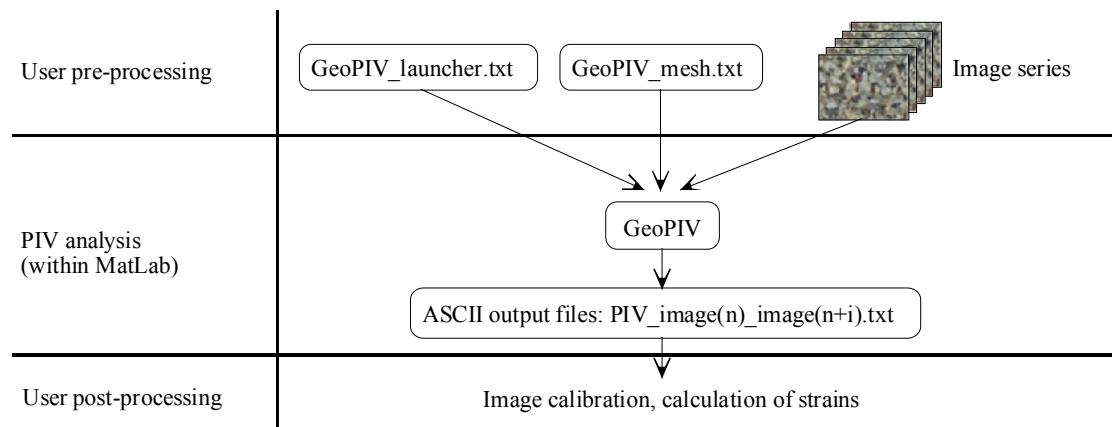 User pre-processing
GeoPIV_launcher.txt
GeoPIV_mesh.txt
Image series
PIV analysis
(within MatLab)
GeoPIV
ASCII output files: PIV_image(n)_image(n+i).txt
User post-processing
Image calibration, calculation of strains